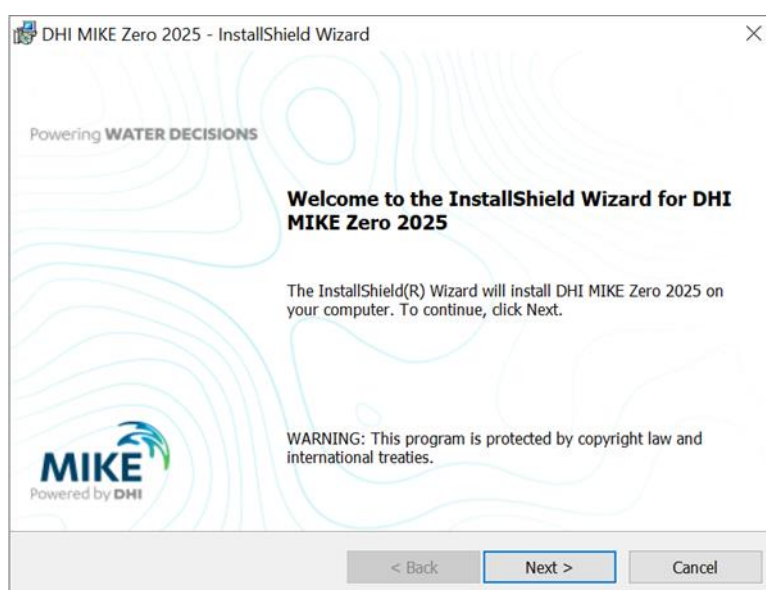 DHI MIKE Zero 2025 - InstallShield Wizard
Powering WATER DECISIONS
Welcome to the InstallShield Wizard for DHI
MIKE Zero 2025
The InstallShield(R) Wizard will install DHI MIKE Zero 2025 on
your computer. To continue, click Next.
WARNING: This program is protected by copyright law and
international treaties.
MIKE
Powered by DHI
< Back
Next >
Cancel